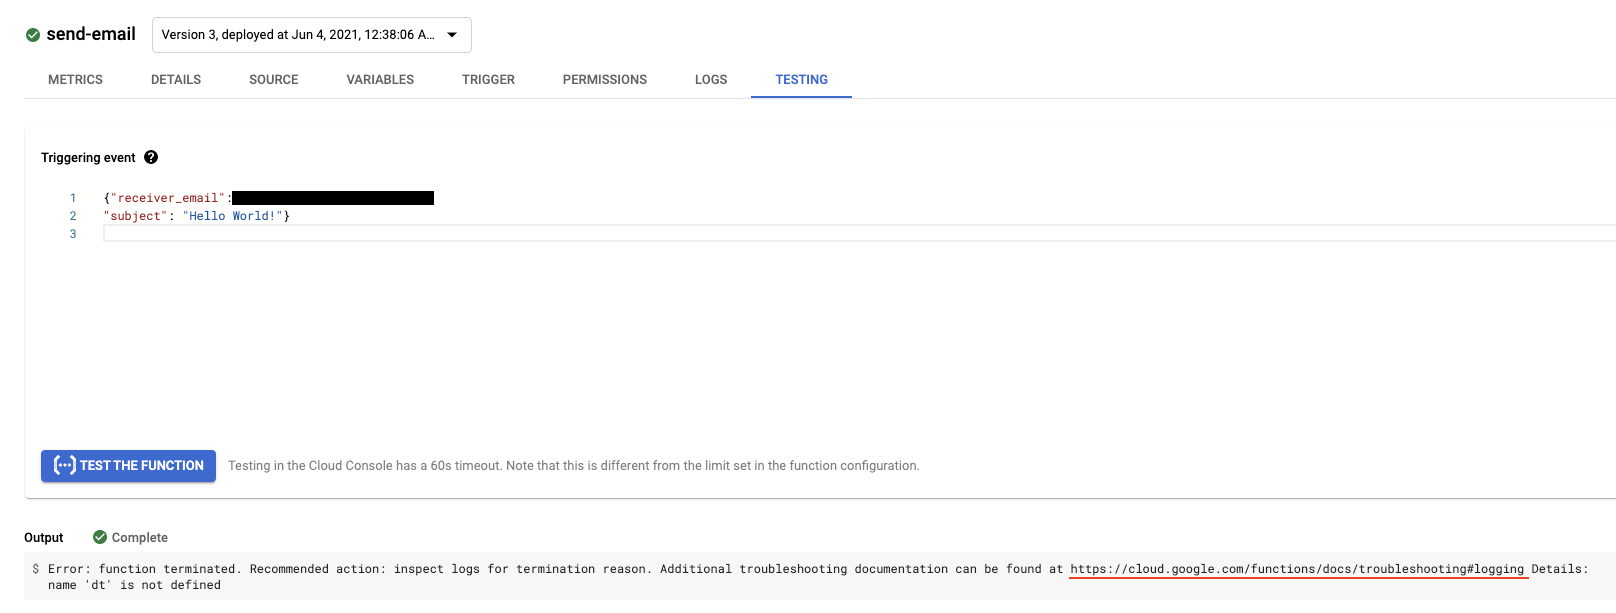 send-email Version 3, deployed at Jun 4, 2021, 12:38:06 A...
METRICS DETAILS SOURCE VARIABLES TRIGGER PERMISSIONS LOGS TESTING
Triggering event ?
1 {"receiver_email":
2 "subject": "Hello World!"}
3
TEST THE FUNCTION Testing in the Cloud Console has a 60s timeout. Note that this is different from the limit set in the function configuration.
Output Complete
$ Error: function terminated. Recommended action: inspect logs for termination reason. Additional troubleshooting documentation can be found at https://cloud.google.com/functions/docs/troubleshooting#logging Details:
name 'dt' is not defined